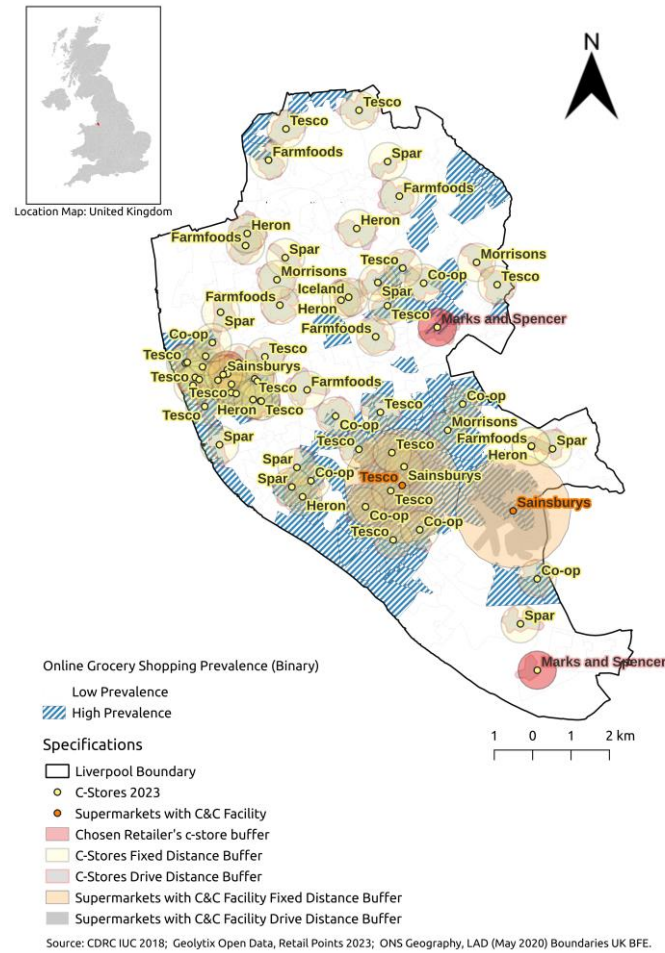 N
Location Map: United Kingdom
Tesco
Tesco
Farmfoods
Spar
Farmfoods
Heron
Farmfoods
Heron
Spar
Morrisons
Tesco
Morrisons
Iceland
Spar
Co-op
Tesco
Farmfoods
Spar
Heron
Tesco
Marks and Spencer
Farmfoods
Co-op
Tesco
Tesco
Sainsburys
Tesco
Tesco
Farmfoods
Tesco
Heron
Tesco
Co-op
Tesco
Co-op
Morrisons
Spar
Tesco
Tesco
Farmfoods
Spar
Heron
Spar
Co-op
Tesco
Sainsburys
Spar
Heron
Tesco
Sainsburys
Co-op
Co-op
Tesco
Co-op
Spar
Marks and Spencer
Online Grocery Shopping Prevalence (Binary)
Low Prevalence
High Prevalence
Specifications
1 0 1 2 km
Liverpool Boundary
C-Stores 2023
Supermarkets with C&C Facility
Chosen Retailer's c-store buffer
C-Stores Fixed Distance Buffer
C-Stores Drive Distance Buffer
Supermarkets with C&C Facility Fixed Distance Buffer
Supermarkets with C&C Facility Drive Distance Buffer
Source: CDRC IUC 2018; Geolytix Open Data, Retail Points 2023; ONS Geography, LAD (May 2020) Boundaries UK BFE.